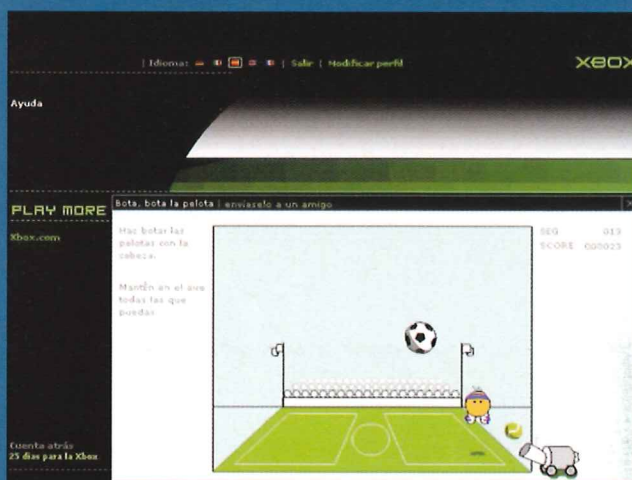 | Idioma: | Salir | Modificar perfil
XBOX
Ayuda
PLAY MORE
Bota, bota la pelota | envíaselo a un amigo
Xbox.com
Haz botar las
pelotas con la
cabeza.
SEG 013
SCORE 000023
Mantén en el aire
todas las que
puedas
Cuenta atrás
25 días para la Xbox